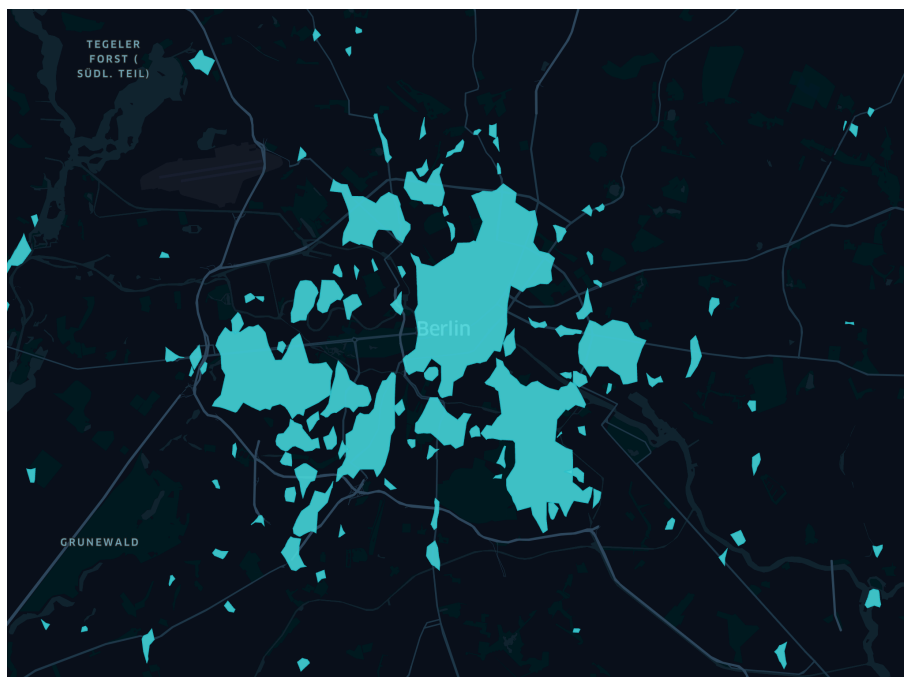 TEGELER
FORST (
SÜDL. TEIL)
Berlin
GRUNEWALD